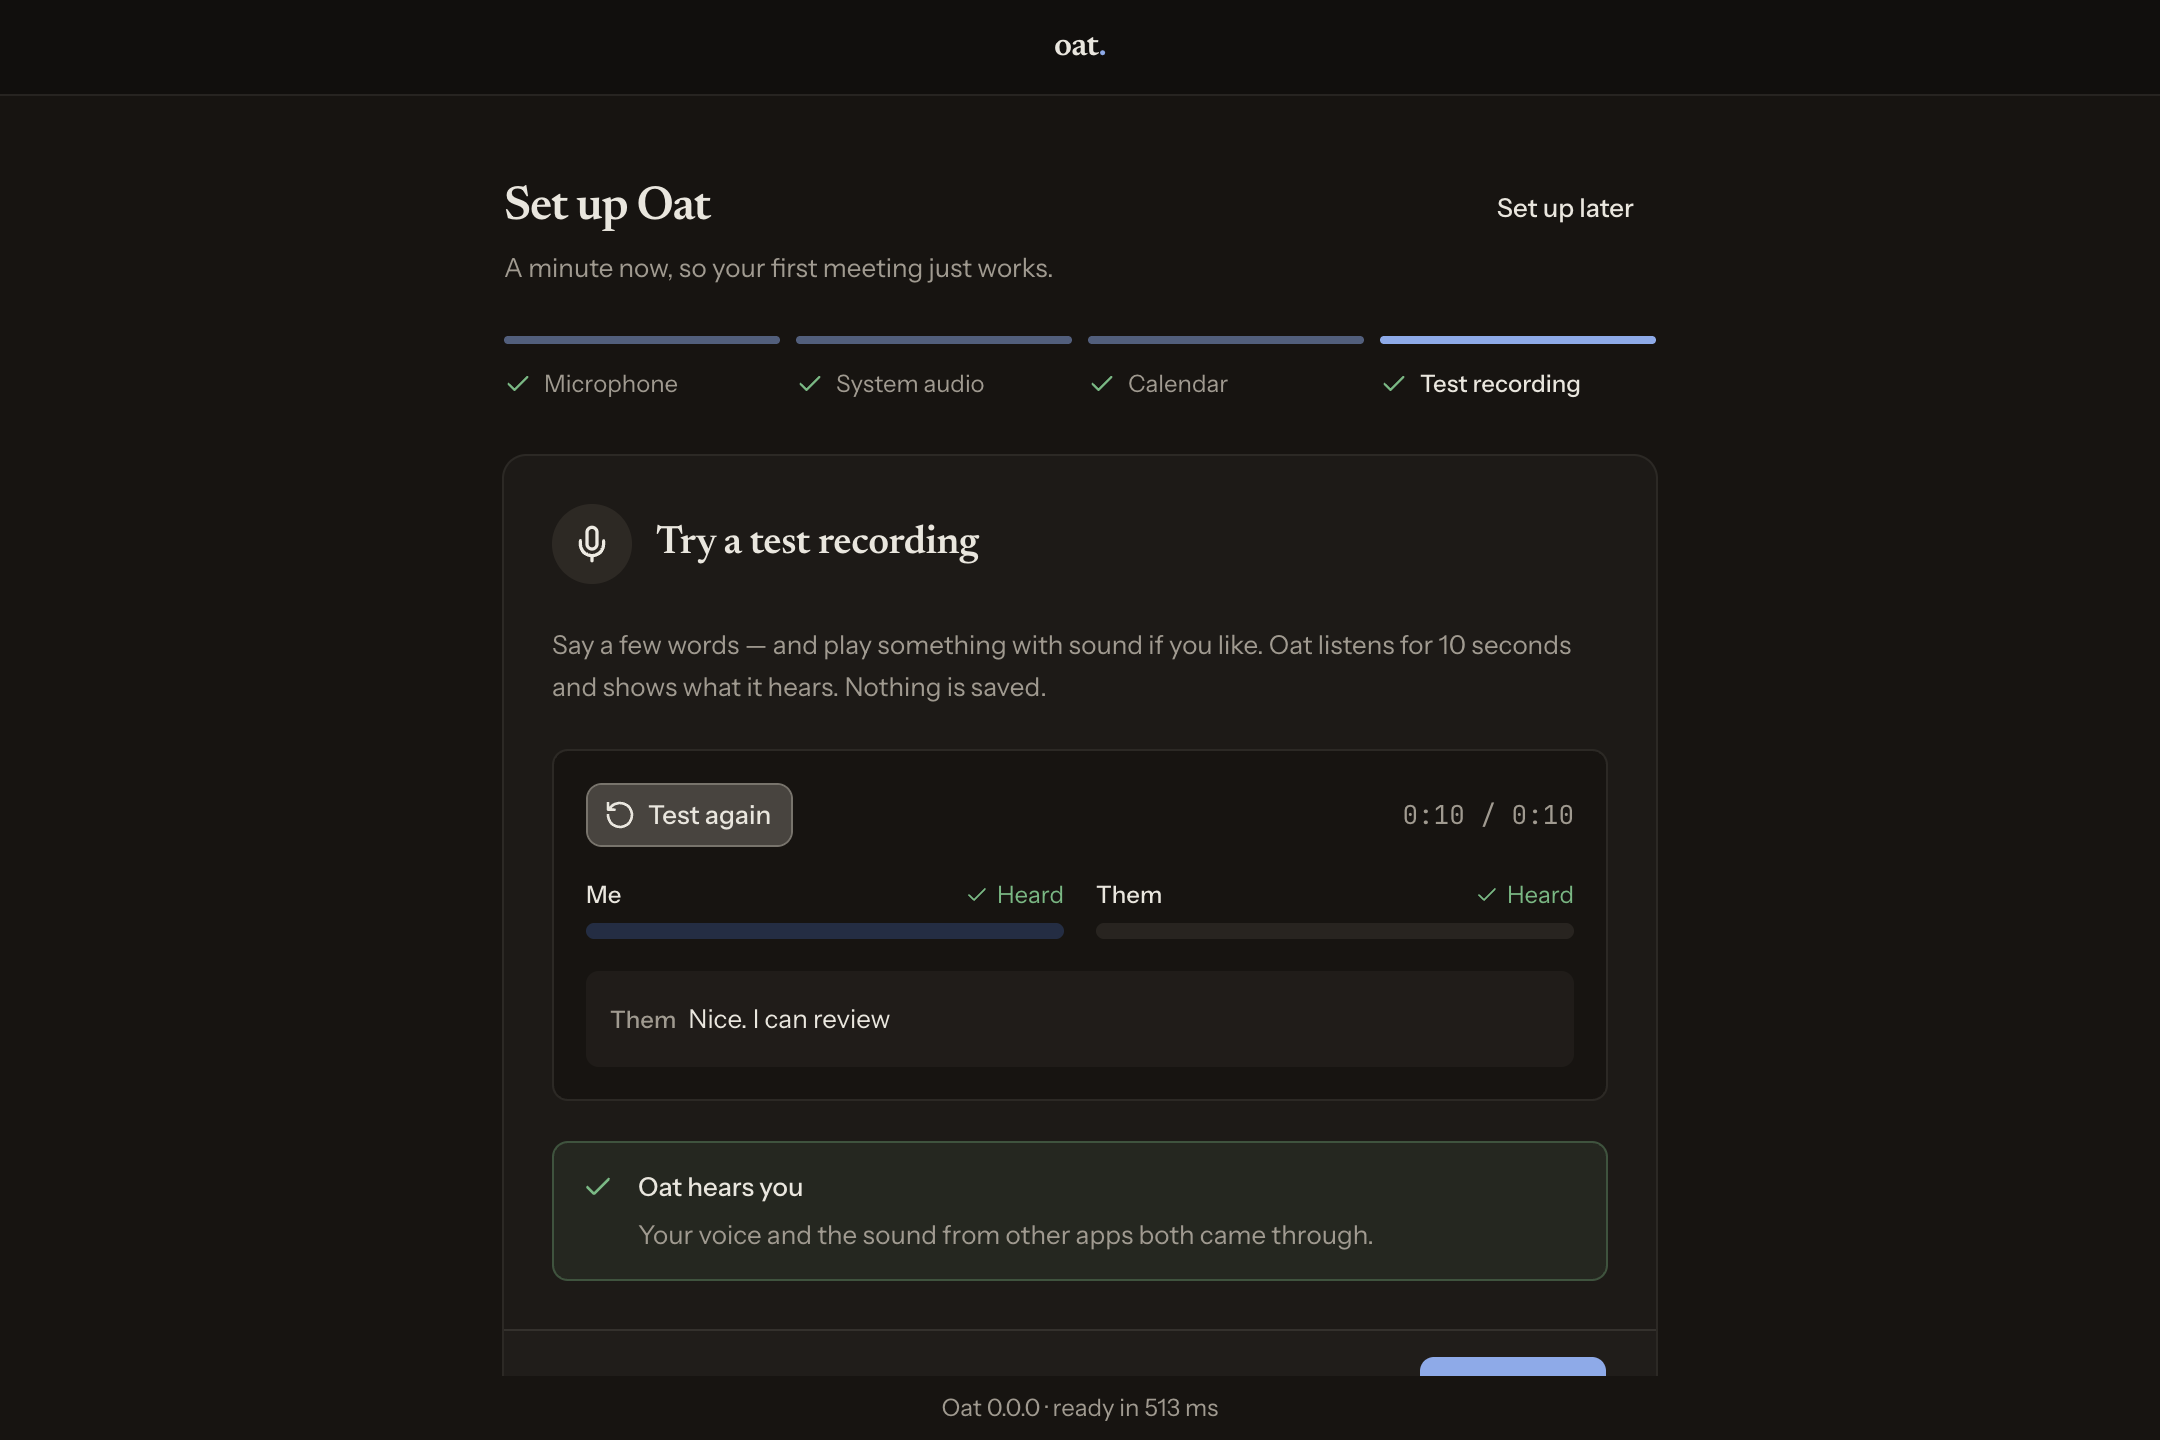 oat.
Set up Oat
Set up later
A minute now, so your first meeting just works.
Microphone
System audio
Calendar
Test recording
Try a test recording
Say a few words — and play something with sound if you like. Oat listens for 10 seconds
and shows what it hears. Nothing is saved.
Test again
0:10 / 0:10
Me
Heard
Them
Heard
Them Nice. I can review
Oat hears you
Your voice and the sound from other apps both came through.
Oat 0.0.0 · ready in 513 ms